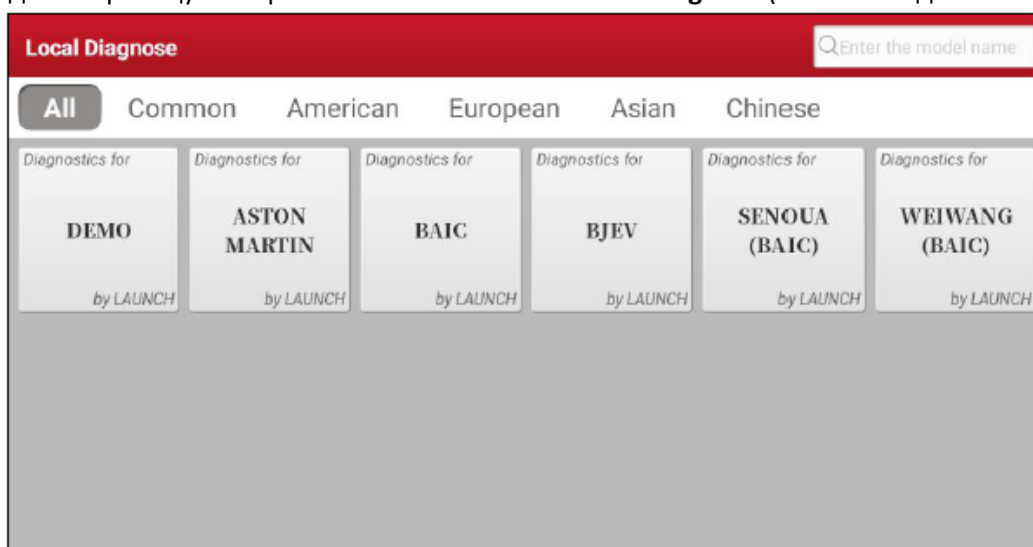 Local Diagnose
Enter the model name
All Common American European Asian Chinese
Diagnostics for
DEMO
by LAUNCH
Diagnostics for
ASTON
MARTIN
by LAUNCH
Diagnostics for
BAIC
by LAUNCH
Diagnostics for
BJEV
by LAUNCH
Diagnostics for
SENOUA
(BAIC)
by LAUNCH
Diagnostics for
WEIWANG
(BAIC)
by LAUNCH